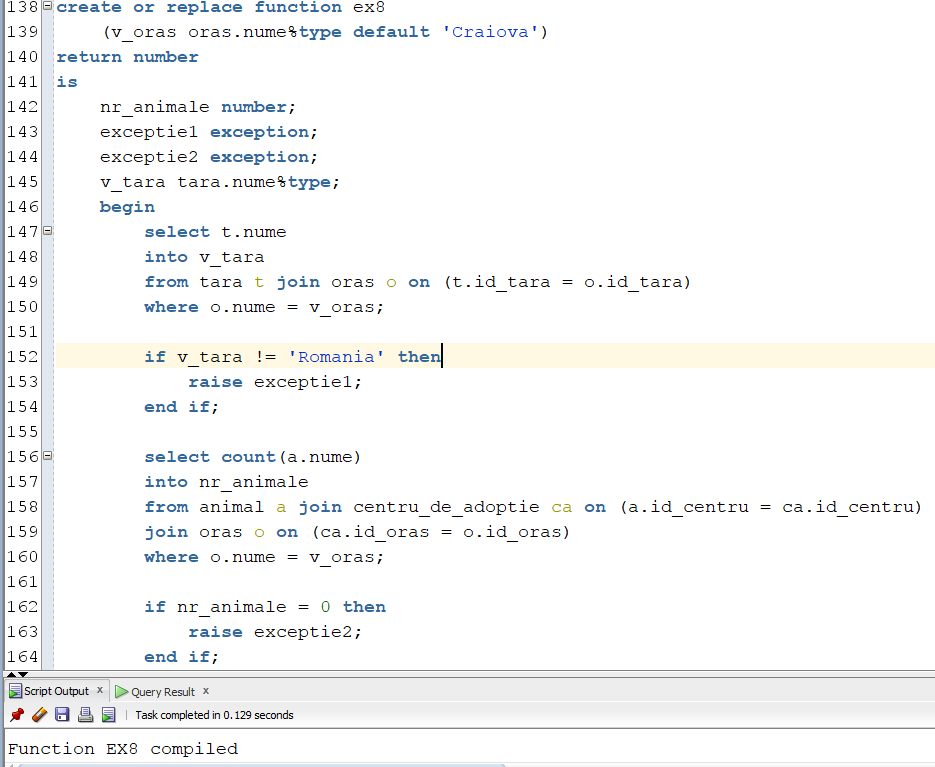 138 create or replace function ex8
139     (v_oras oras.nume%type default 'Craiova')
140 return number
141 is
142     nr_animale number;
143     exceptie1 exception;
144     exceptie2 exception;
145     v_tara tara.nume%type;
146     begin
147         select t.nume
148         into v_tara
149         from tara t join oras o on (t.id_tara = o.id_tara)
150         where o.nume = v_oras;
151
152         if v_tara != 'Romania' then
153             raise exceptie1;
154         end if;
155
156         select count(a.nume)
157         into nr_animale
158         from animal a join centru_de_adoptie ca on (a.id_centru = ca.id_centru)
159         join oras o on (ca.id_oras = o.id_oras)
160         where o.nume = v_oras;
161
162         if nr_animale = 0 then
163             raise exceptie2;
164         end if;
Script Output x Query Result x
Task completed in 0.129 seconds
Function EX8 compiled